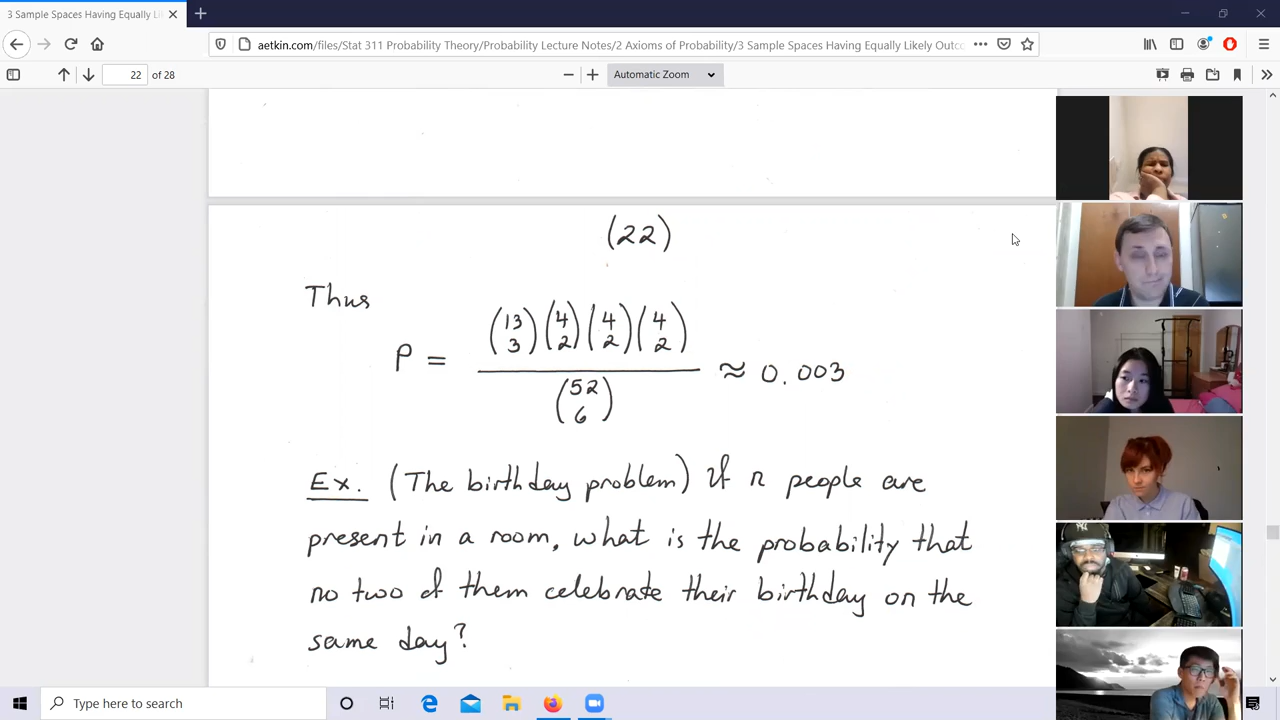 3 Sample Spaces Having Equally Li
aetkin.com/files/Stat 311 Probability Theory/Probability Lecture Notes/2 Axioms of Probability/3 Sample Spaces Having Equally Likely Outco
22 of 28
Automatic Zoom
(22)
Thus
P = (13 3) (4 2) (4 2) (4 2) / (52 6) ≈ 0.003
Ex. (The birthday problem) If n people are
present in a room, what is the probability that
no two of them celebrate their birthday on the
same day?
Type here to search